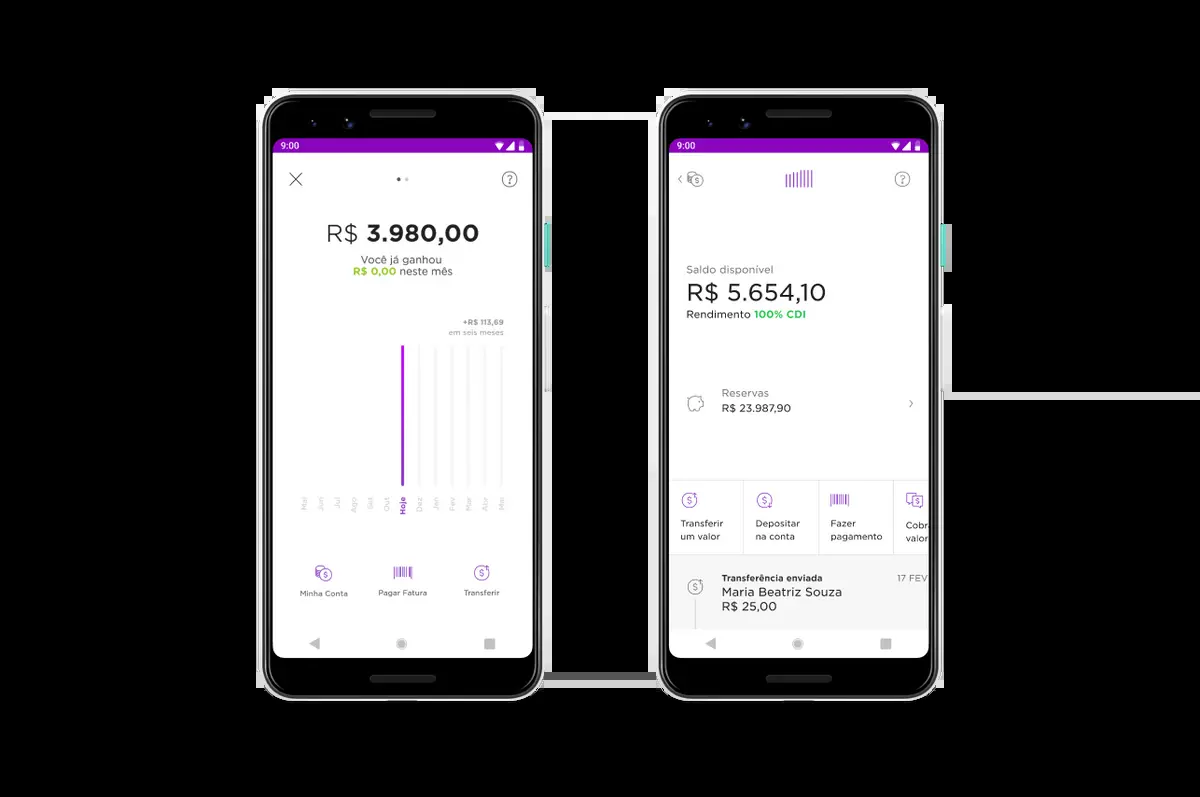 9:00
R$ 3.980,00
Você já ganhou
R$ 0,00 neste mês
+R$ 113,69
em seis meses
Mai
Jun
Jul
Ago
Set
Out
Hoje
Dez
Jan
Fev
Mar
Abr
Mai
Minha Conta
Pagar Fatura
Transferir
9:00
Saldo disponível
R$ 5.654,10
Rendimento 100% CDI
Reservas
R$ 23.987,90
Transferir
um valor
Depositar
na conta
Fazer
pagamento
Cobr
valor
Transferência enviada
17 FEV
Maria Beatriz Souza
R$ 25,00